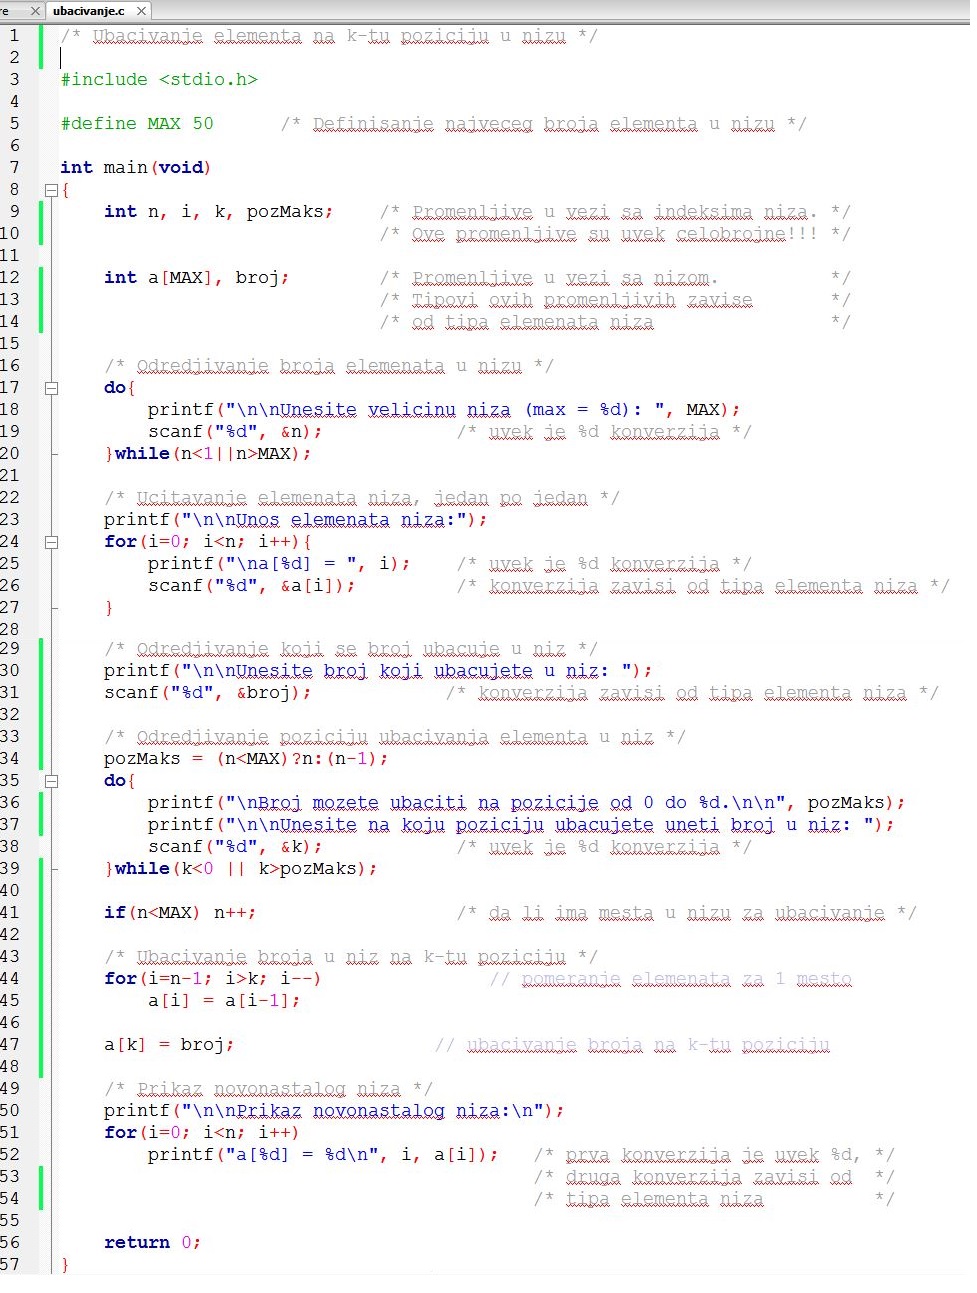 re ubacivanje.c
1 /* Ubacivanje elementa na k-tu poziciju u nizu */
2
3 #include <stdio.h>
4
5 #define MAX 50 /* Definisanje najveceg broja elementa u nizu */
6
7 int main(void)
8 {
9 int n, i, k, pozMaks; /* Promenljive u vezi sa indeksima niza. */
10 /* Ove promenljive su uvek celobrojne!!! */
11
12 int a[MAX], broj; /* Promenljive u vezi sa nizom. */
13 /* Tipovi ovih promenljivih zavise */
14 /* od tipa elemenata niza */
15
16 /* Odredjivanje broja elemenata u nizu */
17 do{
18 printf("\n\nUnesite velicinu niza (max = %d): ", MAX);
19 scanf("%d", &n); /* uvek je %d konverzija */
20 }while(n<1||n>MAX);
21
22 /* Ucitavanje elemenata niza, jedan po jedan */
23 printf("\n\nUnos elemenata niza:");
24 for(i=0; i<n; i++){
25 printf("\na[%d] = ", i); /* uvek je %d konverzija */
26 scanf("%d", &a[i]); /* konverzija zavisi od tipa elementa niza */
27 }
28
29 /* Odredjivanje koji se broj ubacuje u niz */
30 printf("\n\nUnesite broj koji ubacujete u niz: ");
31 scanf("%d", &broj); /* konverzija zavisi od tipa elementa niza */
32
33 /* Odredjivanje poziciju ubacivanja elementa u niz */
34 pozMaks = (n<MAX)?n:(n-1);
35 do{
36 printf("\nBroj mozete ubaciti na pozicije od 0 do %d.\n\n", pozMaks);
37 printf("\n\nUnesite na koju poziciju ubacujete uneti broj u niz: ");
38 scanf("%d", &k); /* uvek je %d konverzija */
39 }while(k<0 || k>pozMaks);
40
41 if(n<MAX) n++; /* da li ima mesta u nizu za ubacivanje */
42
43 /* Ubacivanje broja u niz na k-tu poziciju */
44 for(i=n-1; i>k; i--) // pomeranje elemenata za 1 mesto
45 a[i] = a[i-1];
46
47 a[k] = broj; // ubacivanje broja na k-tu poziciju
48
49 /* Prikaz novonastalog niza */
50 printf("\n\nPrikaz novonastalog niza:\n");
51 for(i=0; i<n; i++)
52 printf("a[%d] = %d\n", i, a[i]); /* prva konverzija je uvek %d, */
53 /* druga konverzija zavisi od */
54 /* tipa elementa niza */
55
56 return 0;
57 }